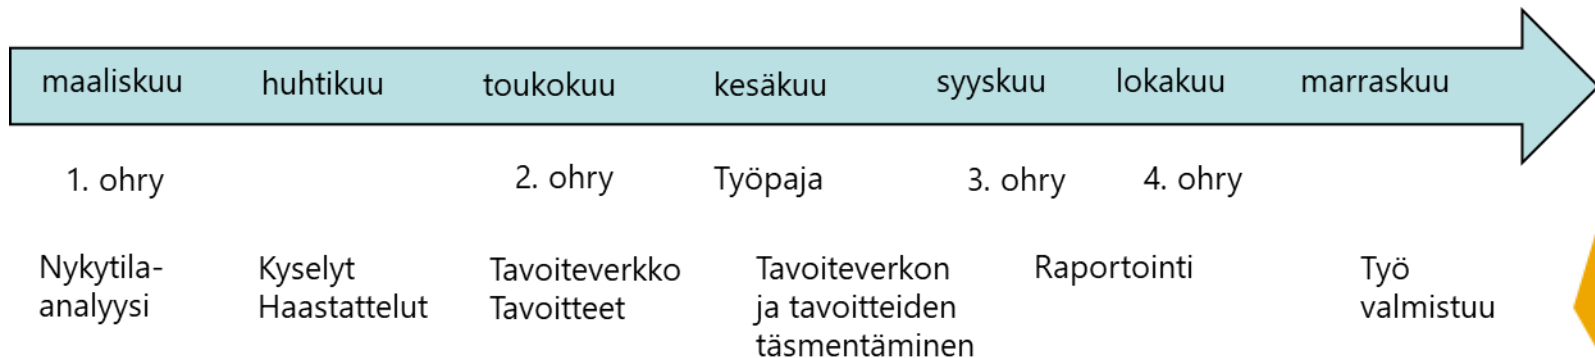 maaliskuu huhtikuu toukokuu kesäkuu syyskuu lokakuu marraskuu
1. ohry 2. ohry Työpaja 3. ohry 4. ohry
Nykytila-
analyysi
Kyselyt
Haastattelut
Tavoiteverkko
Tavoitteet
Tavoiteverkon
ja tavoitteiden
täsmentäminen
Raportointi
Työ
valmistuu